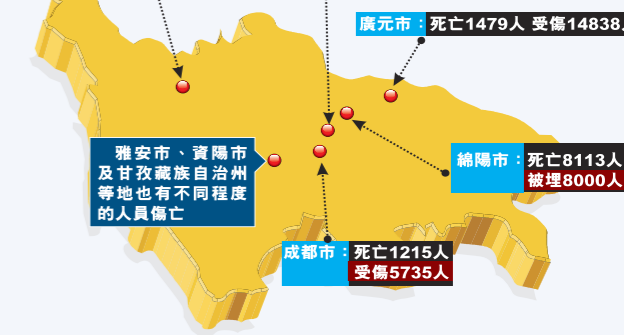 廣元市：死亡1479人 受傷14838人
雅安市、資陽市
及甘孜藏族自治州
等地也有不同程度
的人員傷亡
綿陽市：死亡8113人
被埋8000人
成都市：死亡1215人
受傷5735人